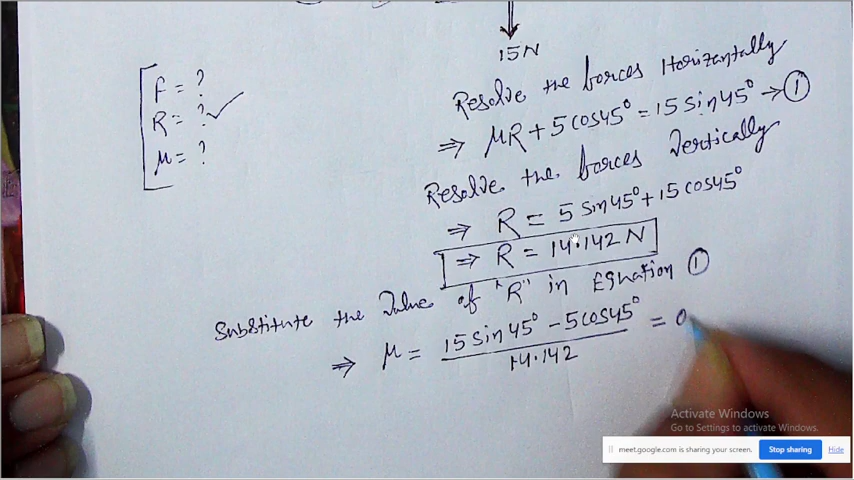 15N
F = ?
R = ?
μ = ?
Resolve the forces Horizontally
⇒ μR + 5 cos45° = 15 sin45° → ①
Resolve the forces Vertically
⇒ R = 5 sin45° + 15 cos45°
⇒ R = 14.142 N
Substitute the Value of "R" in Equation ①
⇒ μ = 15 sin 45° - 5 cos45° = 0
14.142
Activate Windows
Go to Settings to activate Windows.
meet.google.com is sharing your screen. Stop sharing Hide